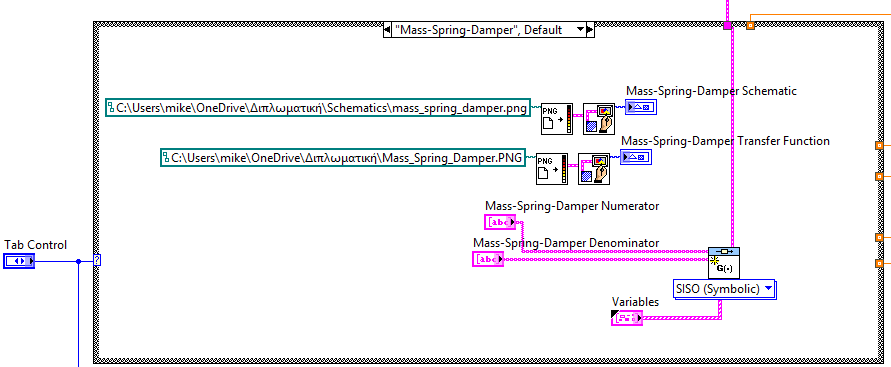 "Mass-Spring-Damper", Default
Mass-Spring-Damper Schematic
C:\Users\mike\OneDrive\Διπλωματική\Schematics\mass_spring_damper.png
PNG
Mass-Spring-Damper Transfer Function
C:\Users\mike\OneDrive\Διπλωματική\Mass_Spring_Damper.PNG
PNG
Mass-Spring-Damper Numerator
[abc]
Tab Control
Mass-Spring-Damper Denominator
[abc]
?
G(•)
SISO (Symbolic)
Variables